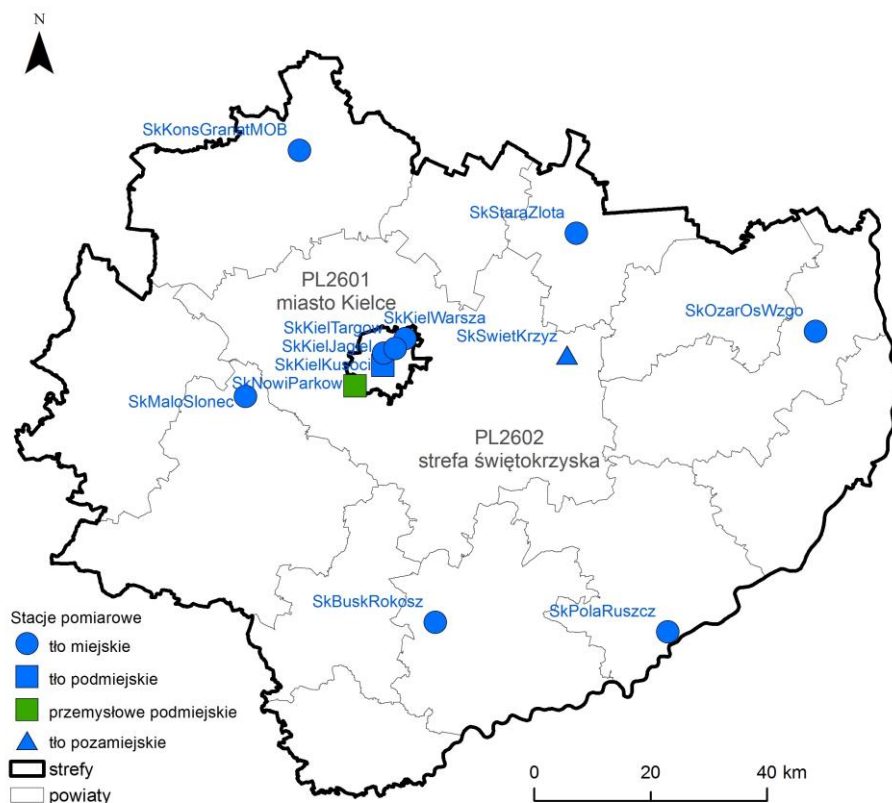 N
SkKonsGranatMOB
SkStaraZlota
PL2601
miasto Kielce
SkKielWarsza
SkOzarOsWzgo
SkKielTargow
SkSwietKrzyz
SkKielJagiel
SkKielKusoci
SkNowiParkow
SkMaloSlonec
PL2602
strefa świętokrzyska
SkBuskRokosz
SkPolaRuszcz
Stacje pomiarowe
tło miejskie
tło podmiejskie
przemysłowe podmiejskie
tło pozamiejskie
strefy
powiaty
0 20 40 km